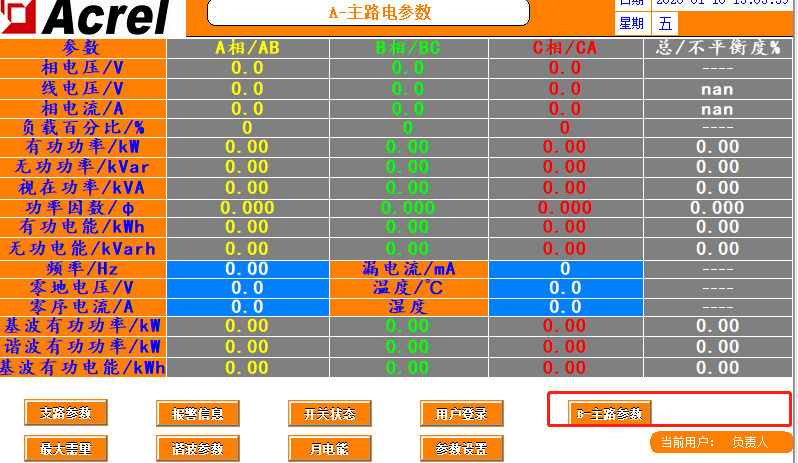 Acrel
A-主路电参数
日期 2020-01-10 15:03:39
星期 五
参数 A相/AB B相/BC C相/CA 总/不平衡度%
相电压/V 0.0 0.0 0.0 ----
线电压/V 0.0 0.0 0.0 nan
相电流/A 0.0 0.0 0.0 nan
负载百分比/% 0 0 0 ----
有功功率/kW 0.00 0.00 0.00 0.00
无功功率/kVar 0.00 0.00 0.00 0.00
视在功率/kVA 0.00 0.00 0.00 0.00
功率因数/φ 0.000 0.000 0.000 0.000
有功电能/kWh 0.00 0.00 0.00 0.00
无功电能/kVarh 0.00 0.00 0.00 0.00
频率/Hz 0.00 漏电流/mA 0 ----
零地电压/V 0.0 温度/℃ 0.0 ----
零序电流/A 0.0 湿度 0.0 ----
基波有功功率/kW 0.00 0.00 0.00 0.00
谐波有功功率/kW 0.00 0.00 0.00 0.00
基波有功电能/kWh 0.00 0.00 0.00 0.00
支路参数 报警信息 开关状态 用户登录 B-主路参数
最大需量 谐波参数 月电能 参数设置 当前用户: 负责人